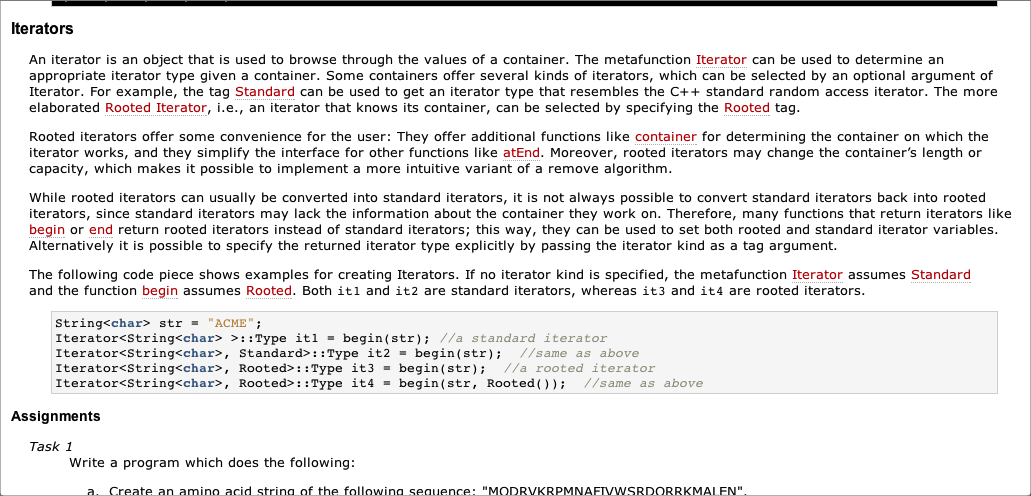 Iterators
An iterator is an object that is used to browse through the values of a container. The metafunction Iterator can be used to determine an
appropriate iterator type given a container. Some containers offer several kinds of iterators, which can be selected by an optional argument of
Iterator. For example, the tag Standard can be used to get an iterator type that resembles the C++ standard random access iterator. The more
elaborated Rooted Iterator, i.e., an iterator that knows its container, can be selected by specifying the Rooted tag.
Rooted iterators offer some convenience for the user: They offer additional functions like container for determining the container on which the
iterator works, and they simplify the interface for other functions like atEnd. Moreover, rooted iterators may change the container’s length or
capacity, which makes it possible to implement a more intuitive variant of a remove algorithm.
While rooted iterators can usually be converted into standard iterators, it is not always possible to convert standard iterators back into rooted
iterators, since standard iterators may lack the information about the container they work on. Therefore, many functions that return iterators like
begin or end return rooted iterators instead of standard iterators; this way, they can be used to set both rooted and standard iterator variables.
Alternatively it is possible to specify the returned iterator type explicitly by passing the iterator kind as a tag argument.
The following code piece shows examples for creating Iterators. If no iterator kind is specified, the metafunction Iterator assumes Standard
and the function begin assumes Rooted. Both it1 and it2 are standard iterators, whereas it3 and it4 are rooted iterators.
String<char> str = "ACME";
Iterator<String<char> >::Type it1 = begin(str); //a standard iterator
Iterator<String<char>, Standard>::Type it2 = begin(str);  //same as above
Iterator<String<char>, Rooted>::Type it3 = begin(str);  //a rooted iterator
Iterator<String<char>, Rooted>::Type it4 = begin(str, Rooted());  //same as above
Assignments
Task 1
Write a program which does the following:
a. Create an amino acid string of the following sequence: "MQDRVKRPMNAFIVWSRDQRRKMALEN".